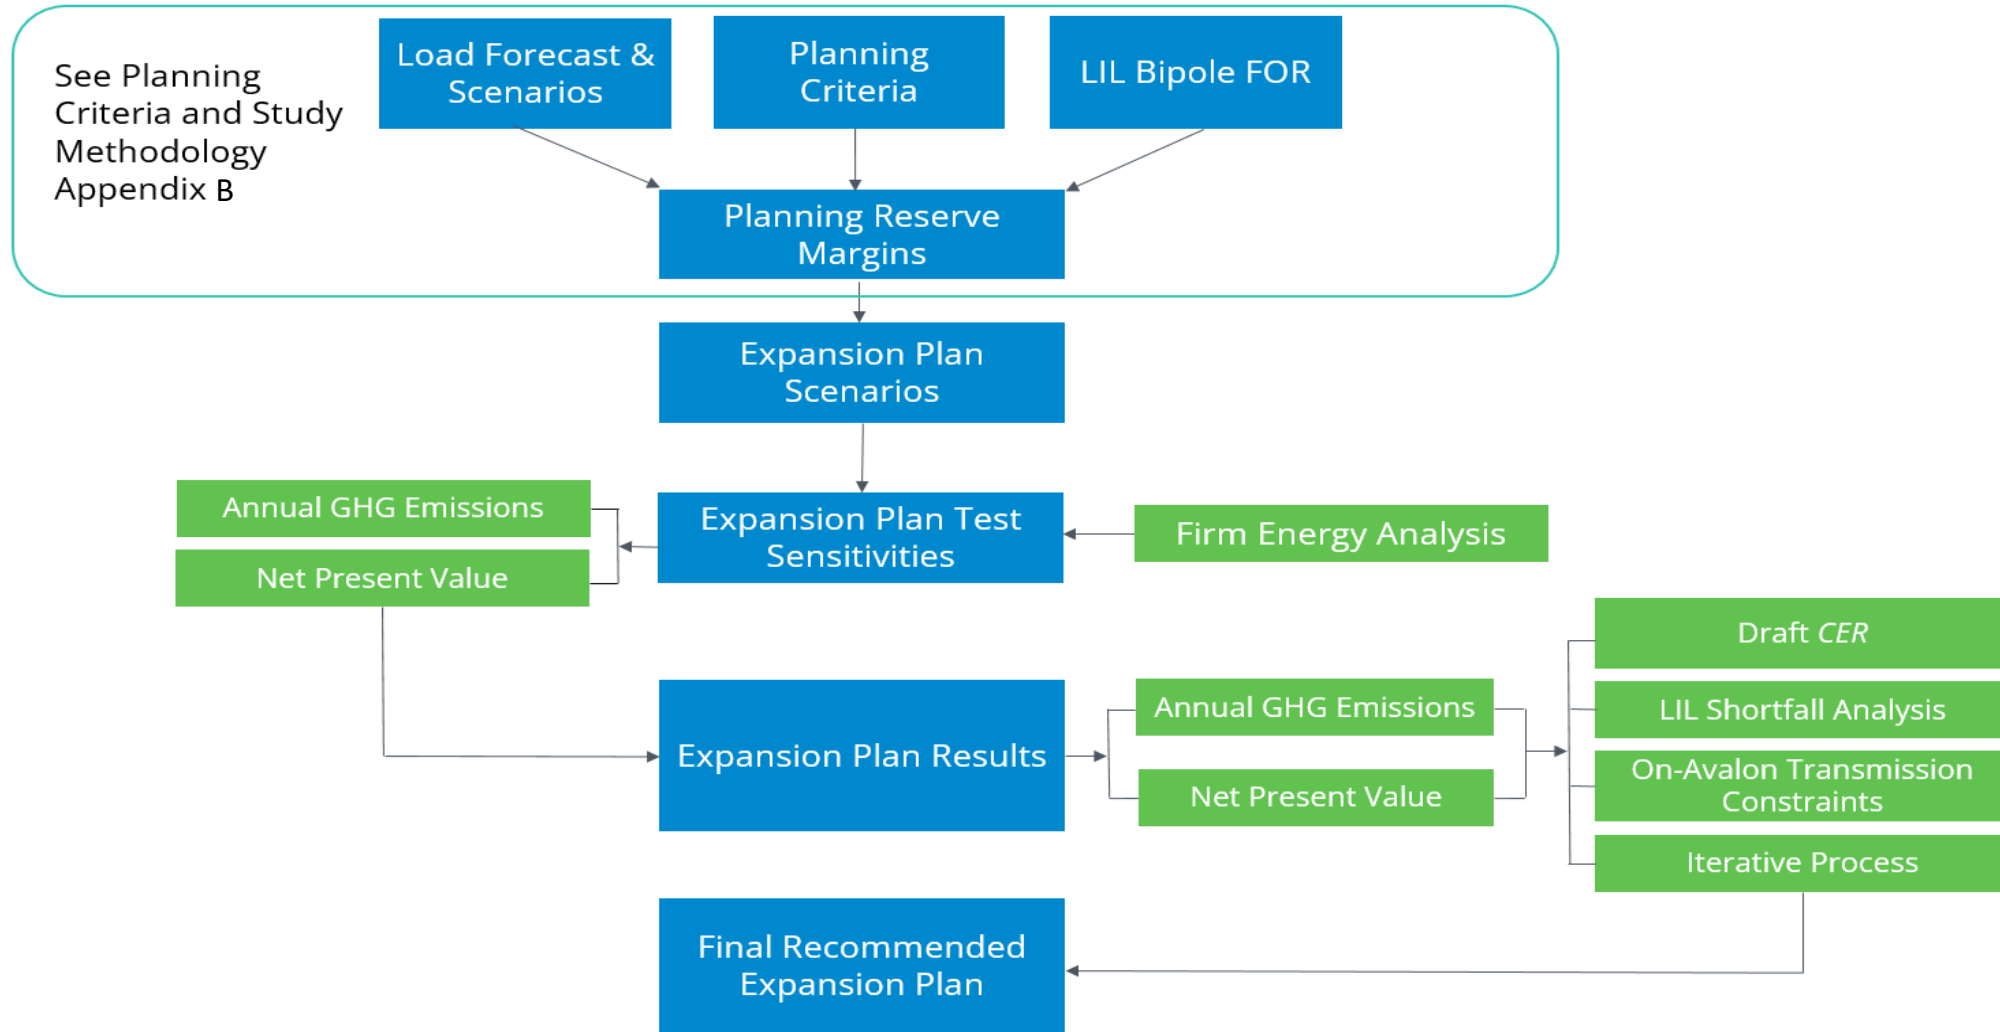 See Planning
Criteria and Study
Methodology
Appendix B
Load Forecast &
Scenarios
Planning
Criteria
LIL Bipole FOR
Planning Reserve
Margins
Expansion Plan
Scenarios
Annual GHG Emissions
Net Present Value
Expansion Plan Test
Sensitivities
Firm Energy Analysis
Expansion Plan Results
Annual GHG Emissions
Net Present Value
Draft CER
LIL Shortfall Analysis
On-Avalon Transmission
Constraints
Iterative Process
Final Recommended
Expansion Plan